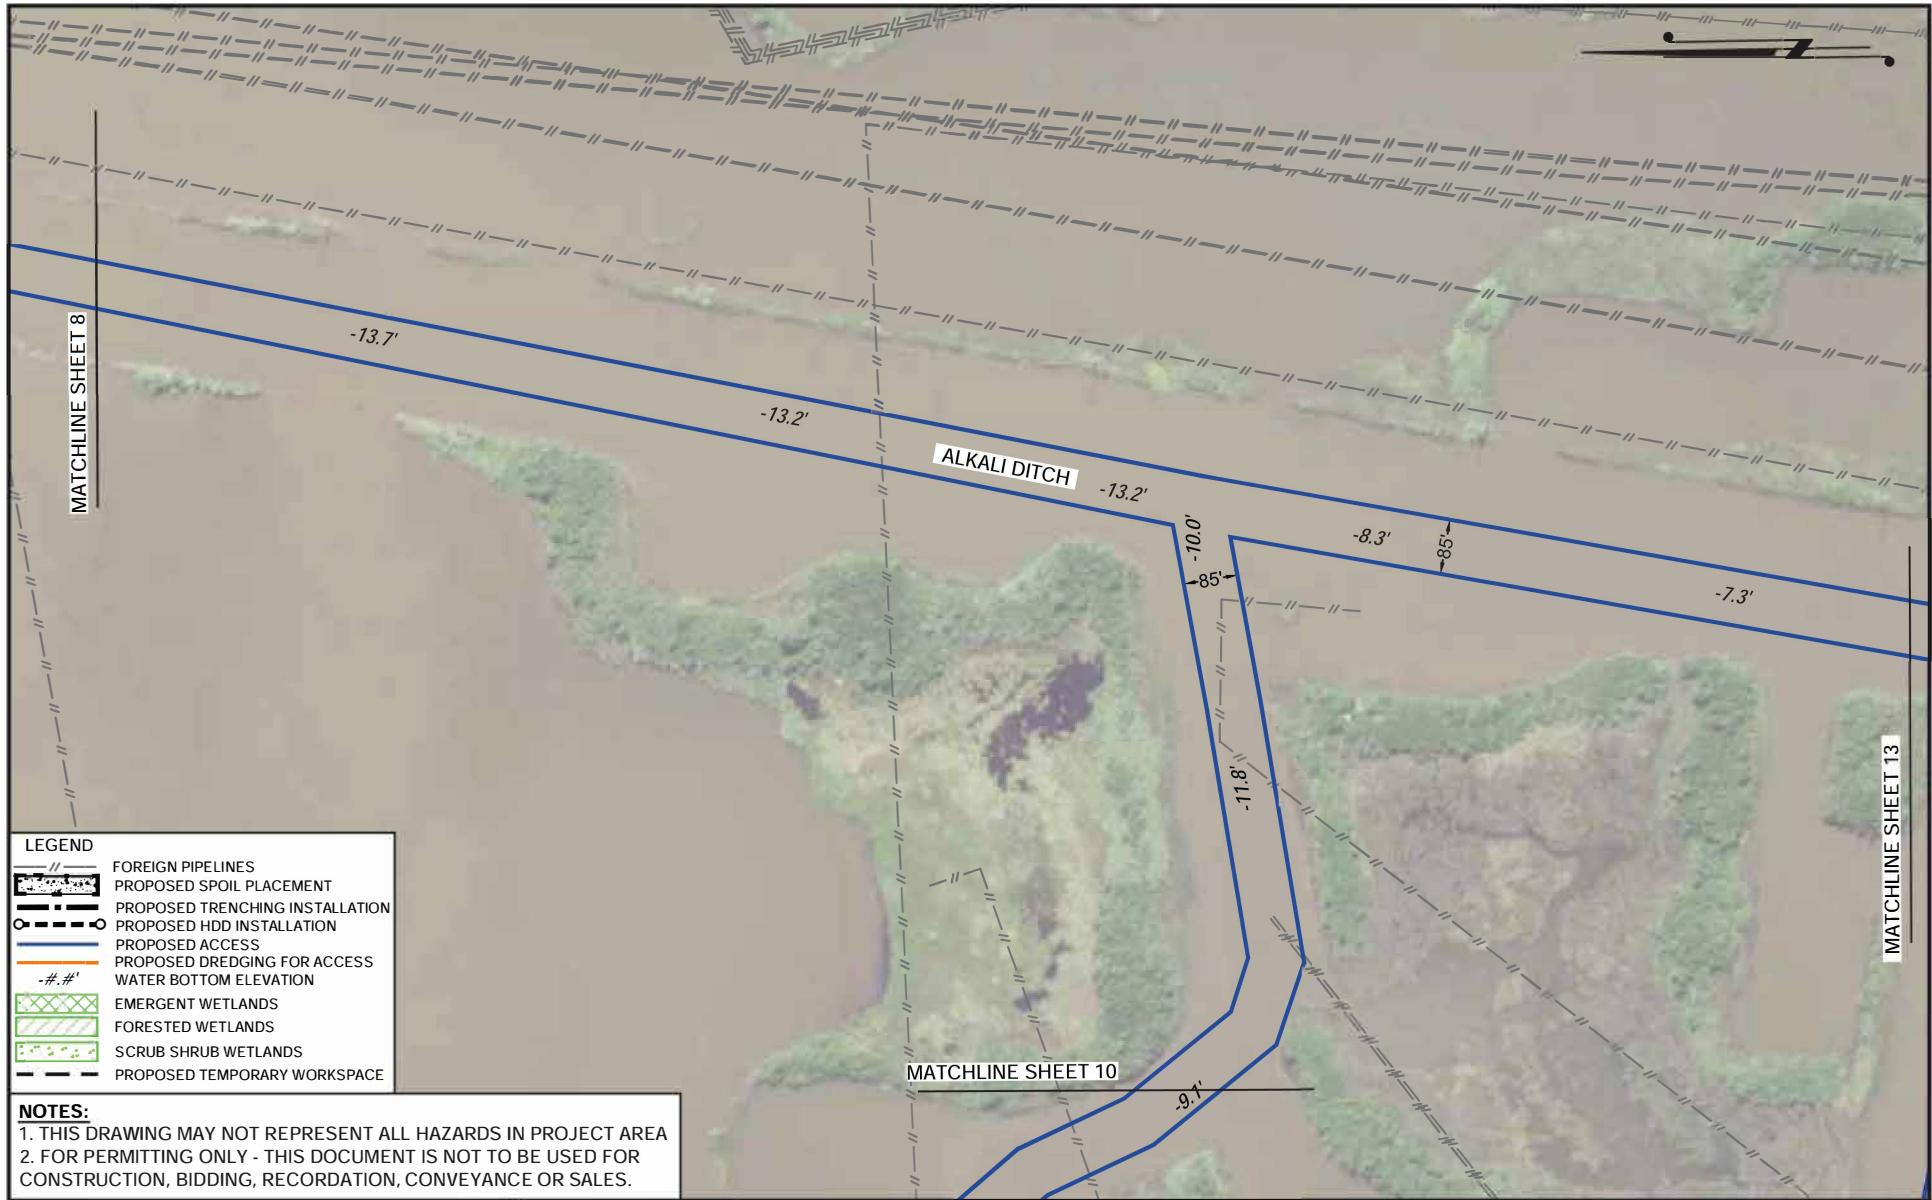 N
MATCHLINE SHEET 8
-13.7'
-13.2'
ALKALI DITCH
-13.2'
-10.0'
85'
-8.3'
85'
-7.3'
-11.8'
MATCHLINE SHEET 13
MATCHLINE SHEET 10
-9.1'
LEGEND
FOREIGN PIPELINES
PROPOSED SPOIL PLACEMENT
PROPOSED TRENCHING INSTALLATION
PROPOSED HDD INSTALLATION
PROPOSED ACCESS
PROPOSED DREDGING FOR ACCESS
-#.#' WATER BOTTOM ELEVATION
EMERGENT WETLANDS
FORESTED WETLANDS
SCRUB SHRUB WETLANDS
PROPOSED TEMPORARY WORKSPACE
NOTES:
1. THIS DRAWING MAY NOT REPRESENT ALL HAZARDS IN PROJECT AREA
2. FOR PERMITTING ONLY - THIS DOCUMENT IS NOT TO BE USED FOR
CONSTRUCTION, BIDDING, RECORDATION, CONVEYANCE OR SALES.